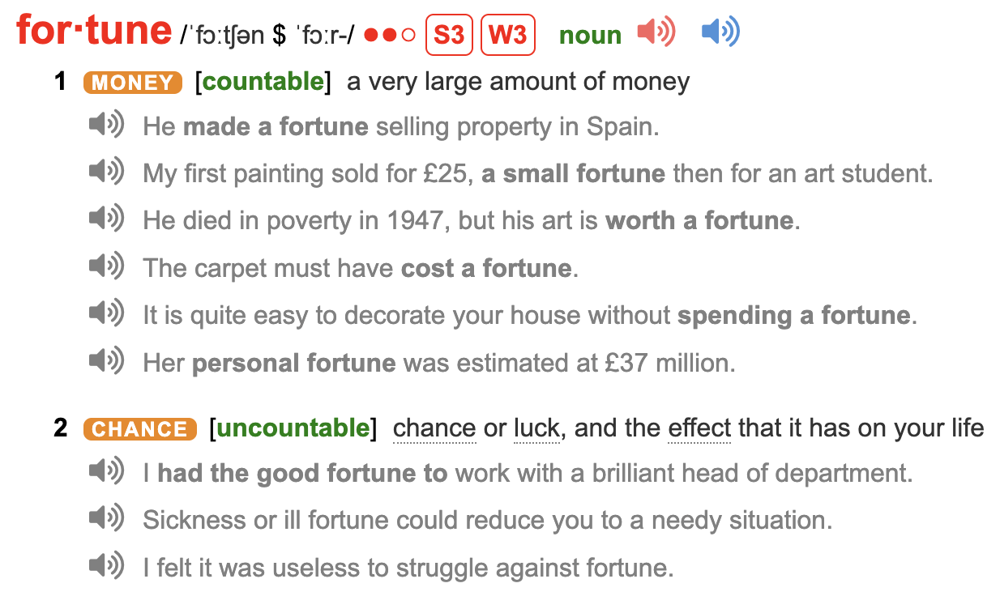 for·tune /ˈfɔːtʃən $ ˈfɔːr-/ ●●○ S3 W3 noun
1 MONEY [countable] a very large amount of money
He made a fortune selling property in Spain.
My first painting sold for £25, a small fortune then for an art student.
He died in poverty in 1947, but his art is worth a fortune.
The carpet must have cost a fortune.
It is quite easy to decorate your house without spending a fortune.
Her personal fortune was estimated at £37 million.
2 CHANCE [uncountable] chance or luck, and the effect that it has on your life
I had the good fortune to work with a brilliant head of department.
Sickness or ill fortune could reduce you to a needy situation.
I felt it was useless to struggle against fortune.